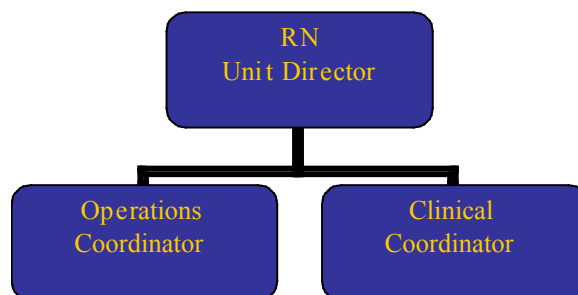 RN
Unit Director
Operations
Coordinator
Clinical
Coordinator